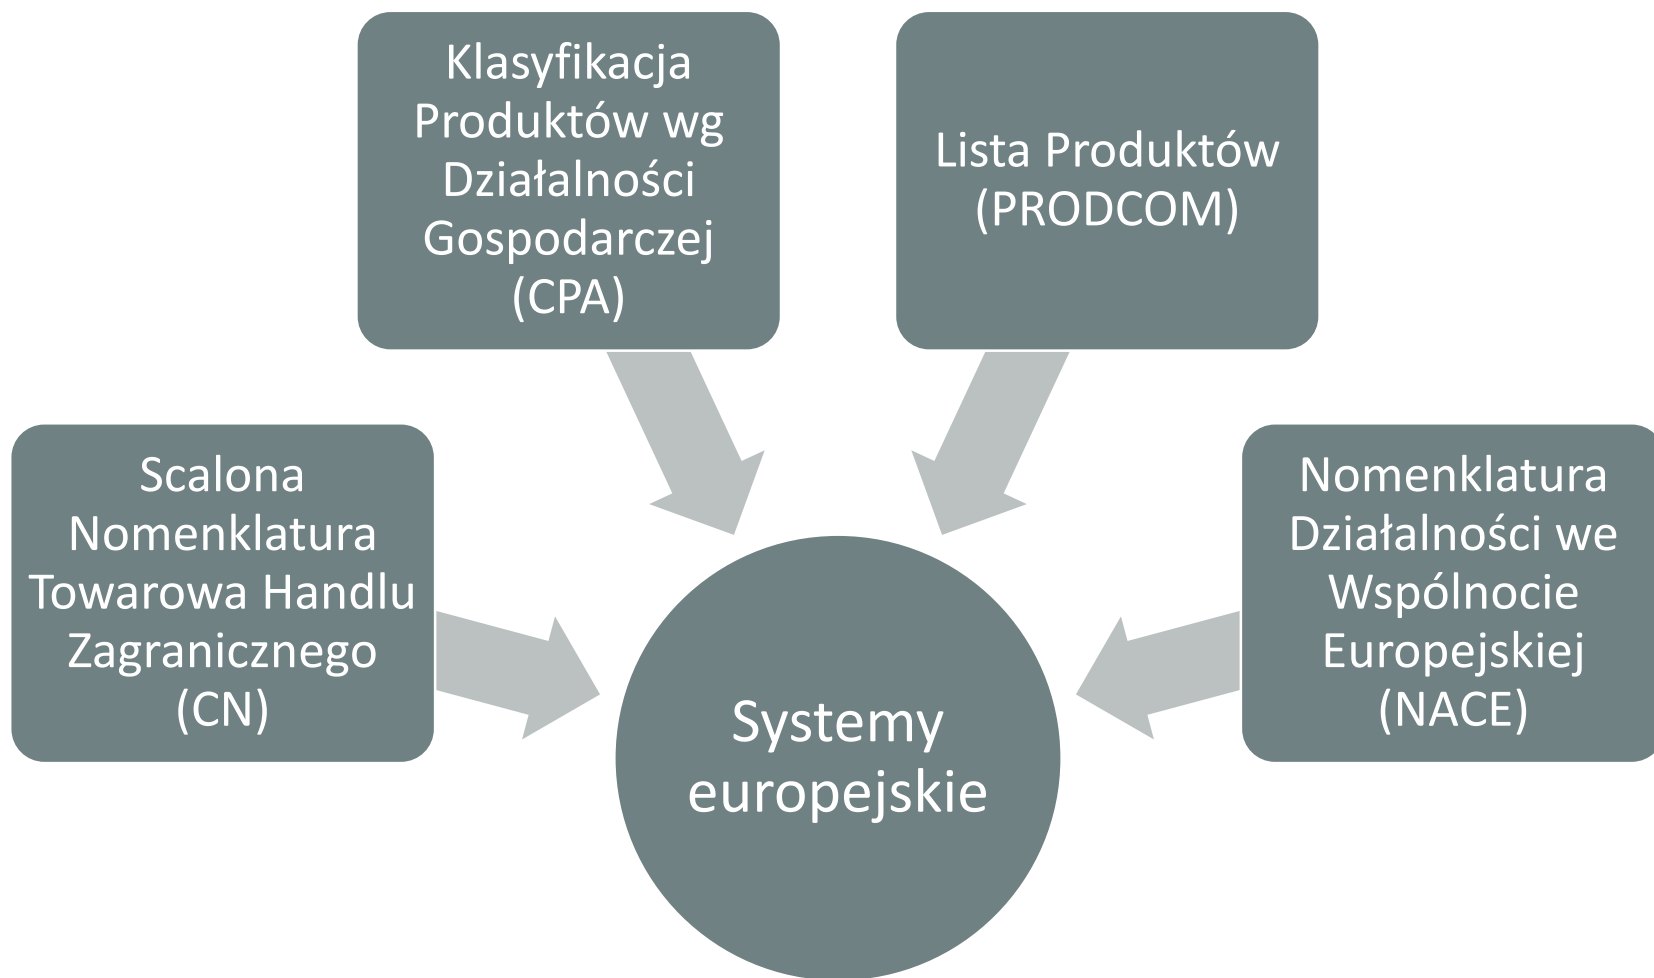 Klasyfikacja
Produktów wg
Działalności
Gospodarczej
(CPA)
Lista Produktów
(PRODCOM)
Scalona
Nomenklatura
Towarowa Handlu
Zagranicznego
(CN)
Nomenklatura
Działalności we
Wspólnocie
Europejskiej
(NACE)
Systemy
europejskie